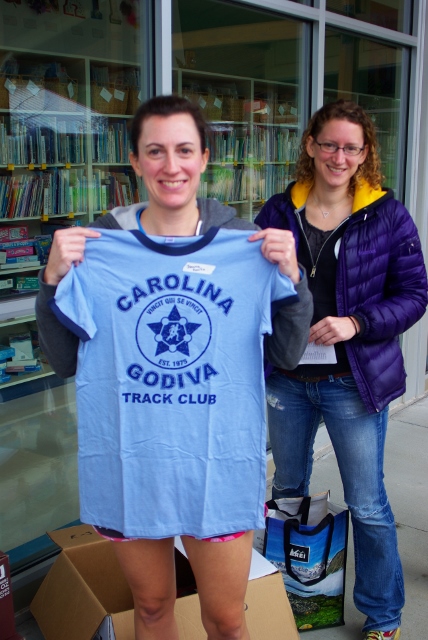 CAROLINA
VINCIT QUI SE VINCIT
EST. 1975
GODIVA
TRACK CLUB
REI